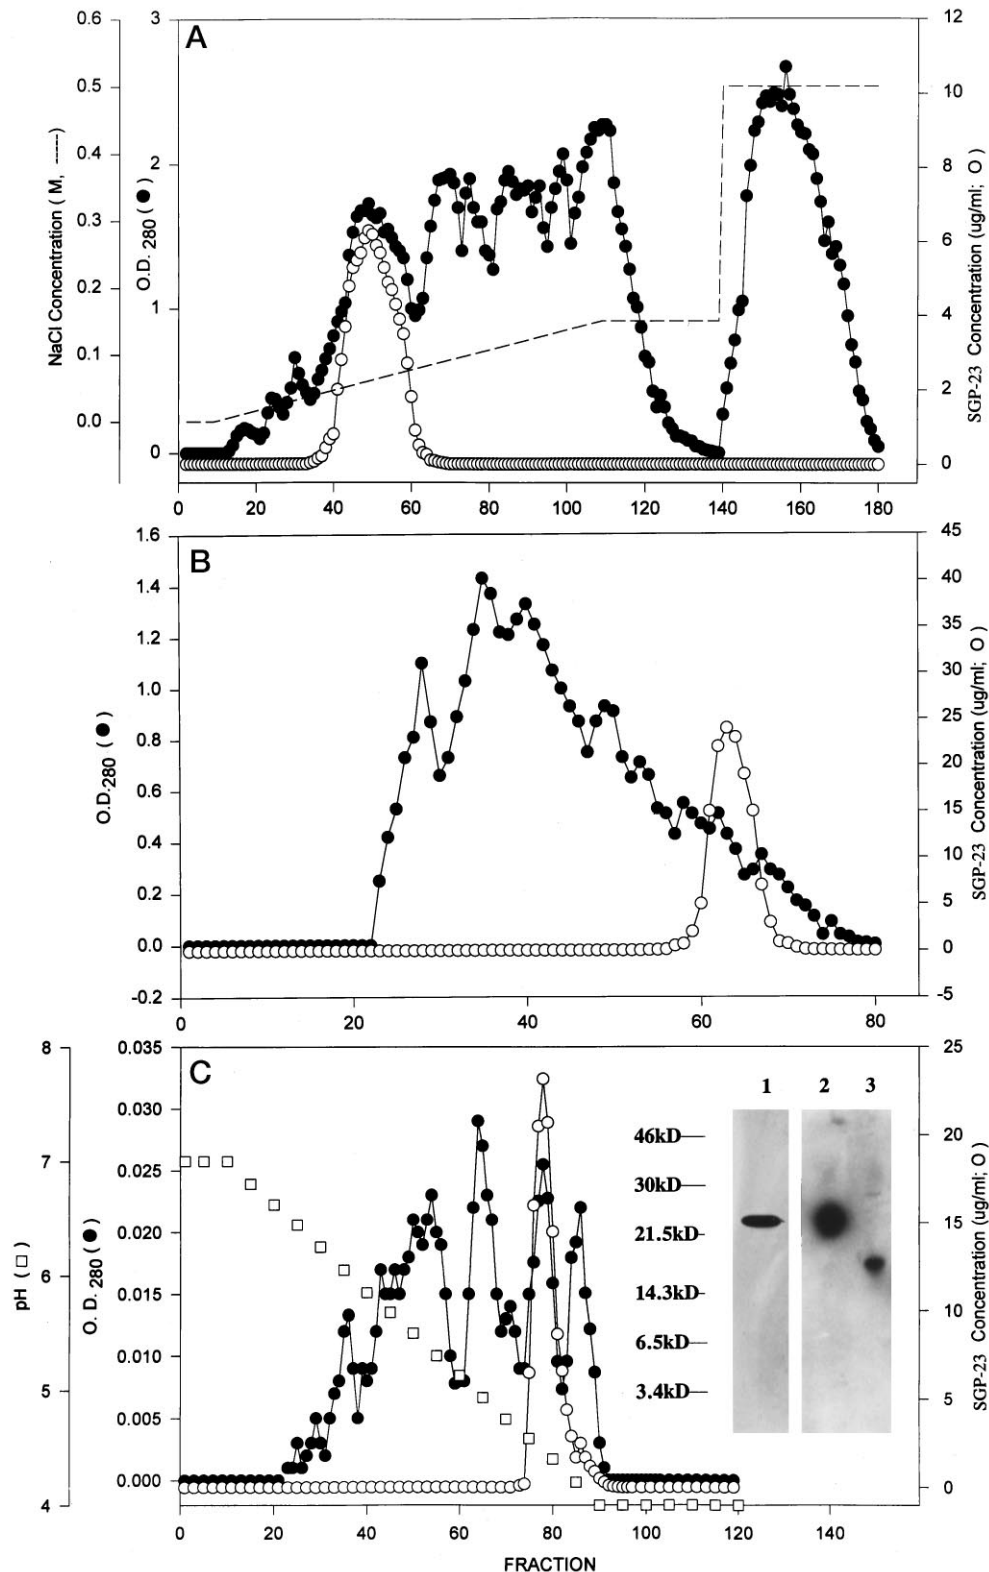 A
0.6
0.5
0.4
0.3
0.2
0.1
0.0
NaCl Concentration ( M, ----- )
3
2
1
0
O.D. 280 ( ● )
12
10
8
6
4
2
0
SGP-23 Concentration (ug/ml; O )
0 20 40 60 80 100 120 140 160 180
B
1.6
1.4
1.2
1.0
0.8
0.6
0.4
0.2
0.0
-0.2
O.D.280 ( ● )
45
40
35
30
25
20
15
10
5
0
-5
SGP-23 Concentration (ug/ml; O )
0 20 40 60 80
C
8
7
6
5
4
pH ( □ )
0.035
0.030
0.025
0.020
0.015
0.010
0.005
0.000
O. D. 280 ( ● )
1 2 3
46kD
30kD
21.5kD
14.3kD
6.5kD
3.4kD
25
20
15
10
5
0
SGP-23 Concentration (ug/ml; O )
0 20 40 60 80 100 120 140
FRACTION